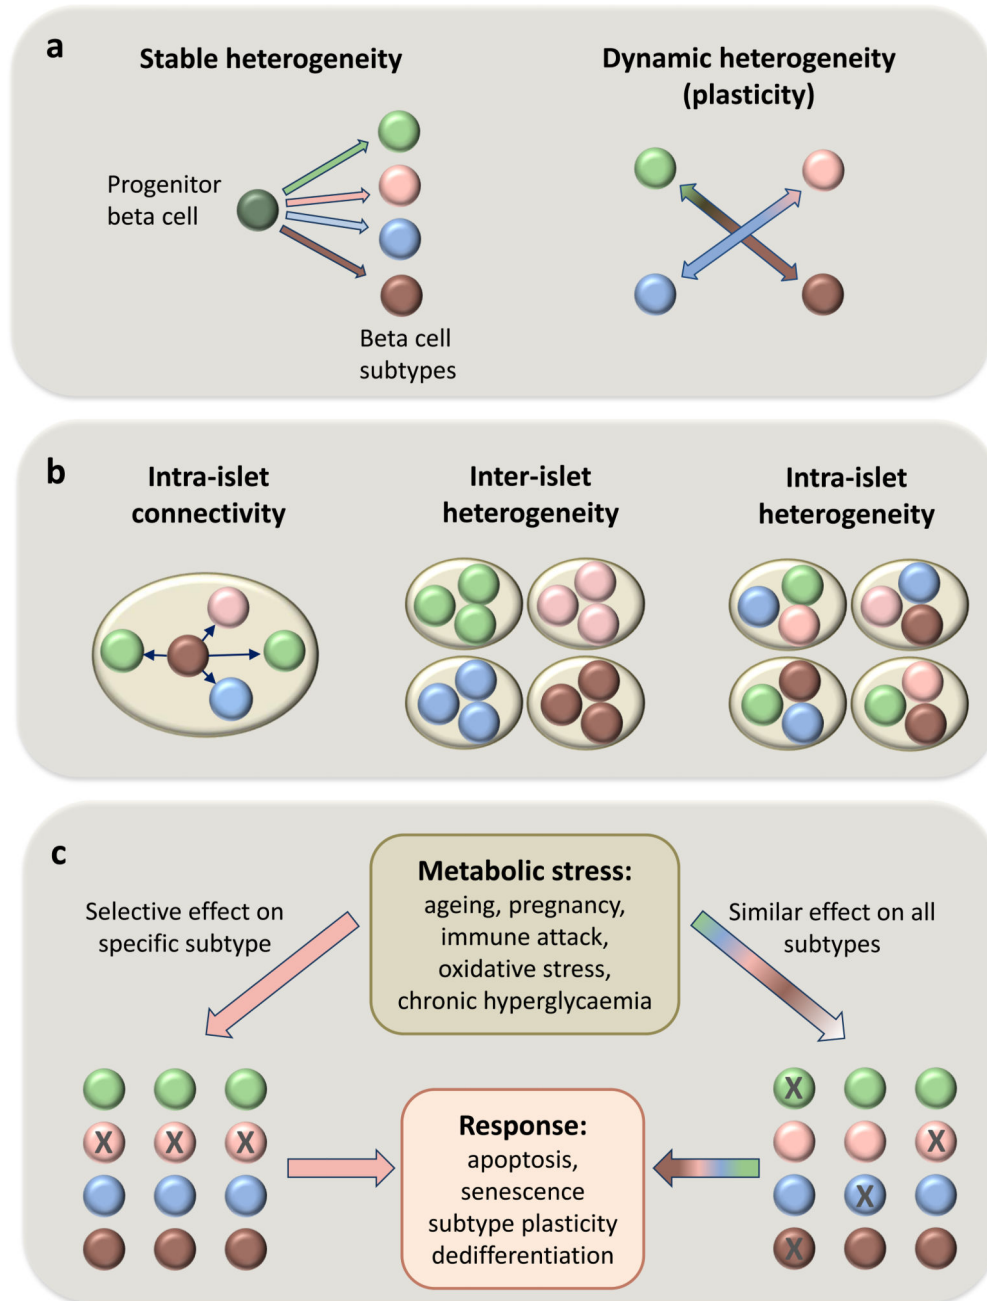 a
Stable heterogeneity
Progenitor
beta cell
Beta cell
subtypes
Dynamic heterogeneity
(plasticity)
b
Intra-islet
connectivity
Inter-islet
heterogeneity
Intra-islet
heterogeneity
c
Metabolic stress:
ageing, pregnancy,
immune attack,
oxidative stress,
chronic hyperglycaemia
Selective effect on
specific subtype
Similar effect on all
subtypes
X
X X X
X
X
X
Response:
apoptosis,
senescence
subtype plasticity
dedifferentiation